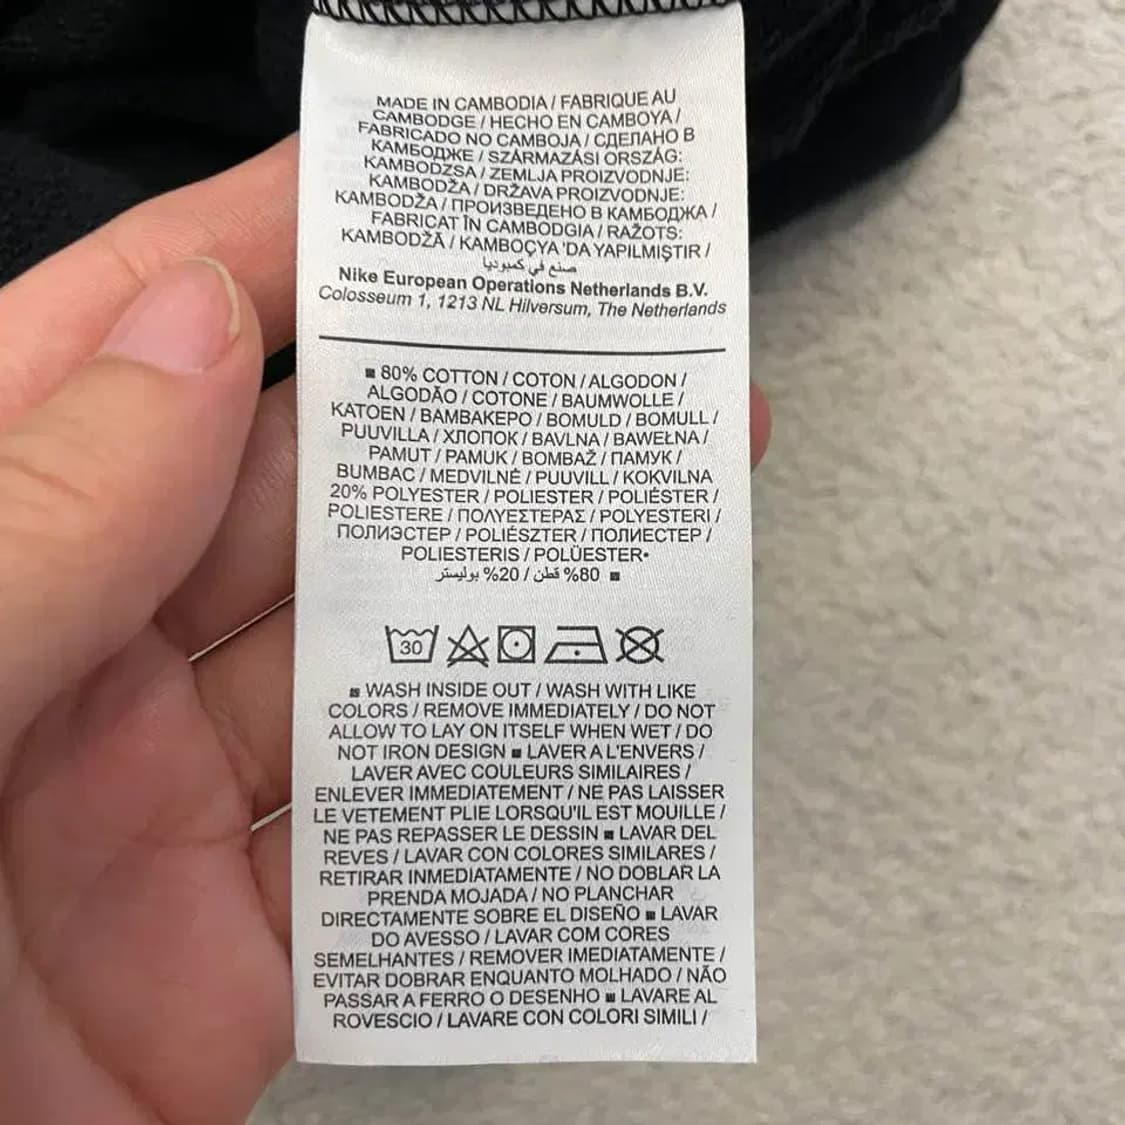 MADE IN CAMBODIA / FABRIQUE AU
CAMBODGE / HECHO EN CAMBOYA /
FABRICADO NO CAMBOJA / СДЕЛАНО В
КАМБОДЖЕ / SZÁRMAZÁSI ORSZÁG:
KAMBODZSA / ZEMLJA PROIZVODNJE:
KAMBODŽA / DRŽAVA PROIZVODNJE:
KAMBODŽA / ПРОИЗВЕДЕНО В КАМБОДЖА /
FABRICAT ÎN CAMBODGIA / RAŽOTS:
KAMBODŽĀ / KAMBOÇYA 'DA YAPILMIŞTIR /
صنع في كمبوديا
Nike European Operations Netherlands B.V.
Colosseum 1, 1213 NL Hilversum, The Netherlands
■ 80% COTTON / COTON / ALGODON /
ALGODÃO / COTONE / BAUMWOLLE /
KATOEN / ΒΑΜΒΑΚΕΡΟ / BOMULD / BOMULL /
PUUVILLA / ХЛОПОК / BAVLNA / BAWEŁNA /
PAMUT / PAMUK / BOMBAŽ / ПАМУК /
BUMBAC / MEDVILNĖ / PUUVILL / KOKVILNA
20% POLYESTER / POLIESTER / POLIÉSTER /
POLIESTERE / ΠΟΛΥΕΣΤΕΡΑΣ / POLYESTERI /
ПОЛИЭСТЕР / POLIÉSZTER / ПОЛИЕСТЕР /
POLIESTERIS / POLÜESTER•
■ 80% قطن / 20% بوليستر
30
■ WASH INSIDE OUT / WASH WITH LIKE
COLORS / REMOVE IMMEDIATELY / DO NOT
ALLOW TO LAY ON ITSELF WHEN WET / DO
NOT IRON DESIGN ■ LAVER A L'ENVERS /
LAVER AVEC COULEURS SIMILAIRES /
ENLEVER IMMEDIATEMENT / NE PAS LAISSER
LE VETEMENT PLIE LORSQU'IL EST MOUILLE /
NE PAS REPASSER LE DESSIN ■ LAVAR DEL
REVES / LAVAR CON COLORES SIMILARES /
RETIRAR INMEDIATAMENTE / NO DOBLAR LA
PRENDA MOJADA / NO PLANCHAR
DIRECTAMENTE SOBRE EL DISEÑO ■ LAVAR
DO AVESSO / LAVAR COM CORES
SEMELHANTES / REMOVER IMEDIATAMENTE /
EVITAR DOBRAR ENQUANTO MOLHADO / NÃO
PASSAR A FERRO O DESENHO ■ LAVARE AL
ROVESCIO / LAVARE CON COLORI SIMILI /